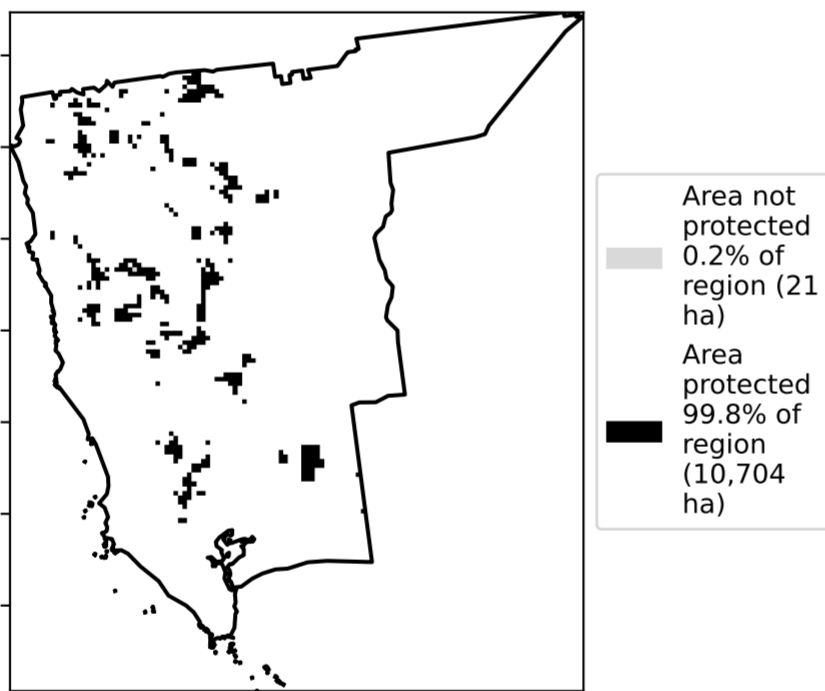 Area not
protected
0.2% of
region (21
ha)
Area
protected
99.8% of
region
(10,704
ha)